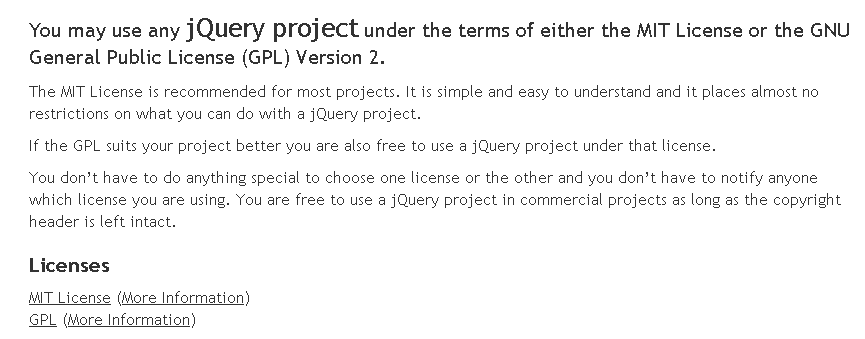 You may use any jQuery project under the terms of either the MIT License or the GNU
General Public License (GPL) Version 2.
The MIT License is recommended for most projects. It is simple and easy to understand and it places almost no
restrictions on what you can do with a jQuery project.
If the GPL suits your project better you are also free to use a jQuery project under that license.
You don’t have to do anything special to choose one license or the other and you don’t have to notify anyone
which license you are using. You are free to use a jQuery project in commercial projects as long as the copyright
header is left intact.
Licenses
MIT License (More Information)
GPL (More Information)